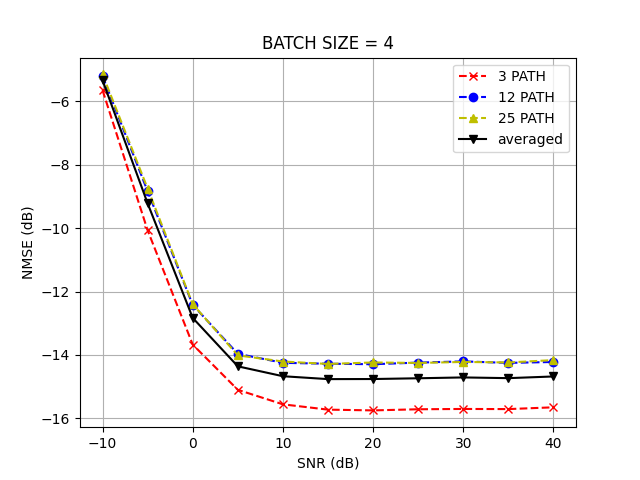 BATCH SIZE = 4
3 PATH
12 PATH
25 PATH
averaged
NMSE (dB)
−6
−8
−10
−12
−14
−16
−10 0 10 20 30 40
SNR (dB)